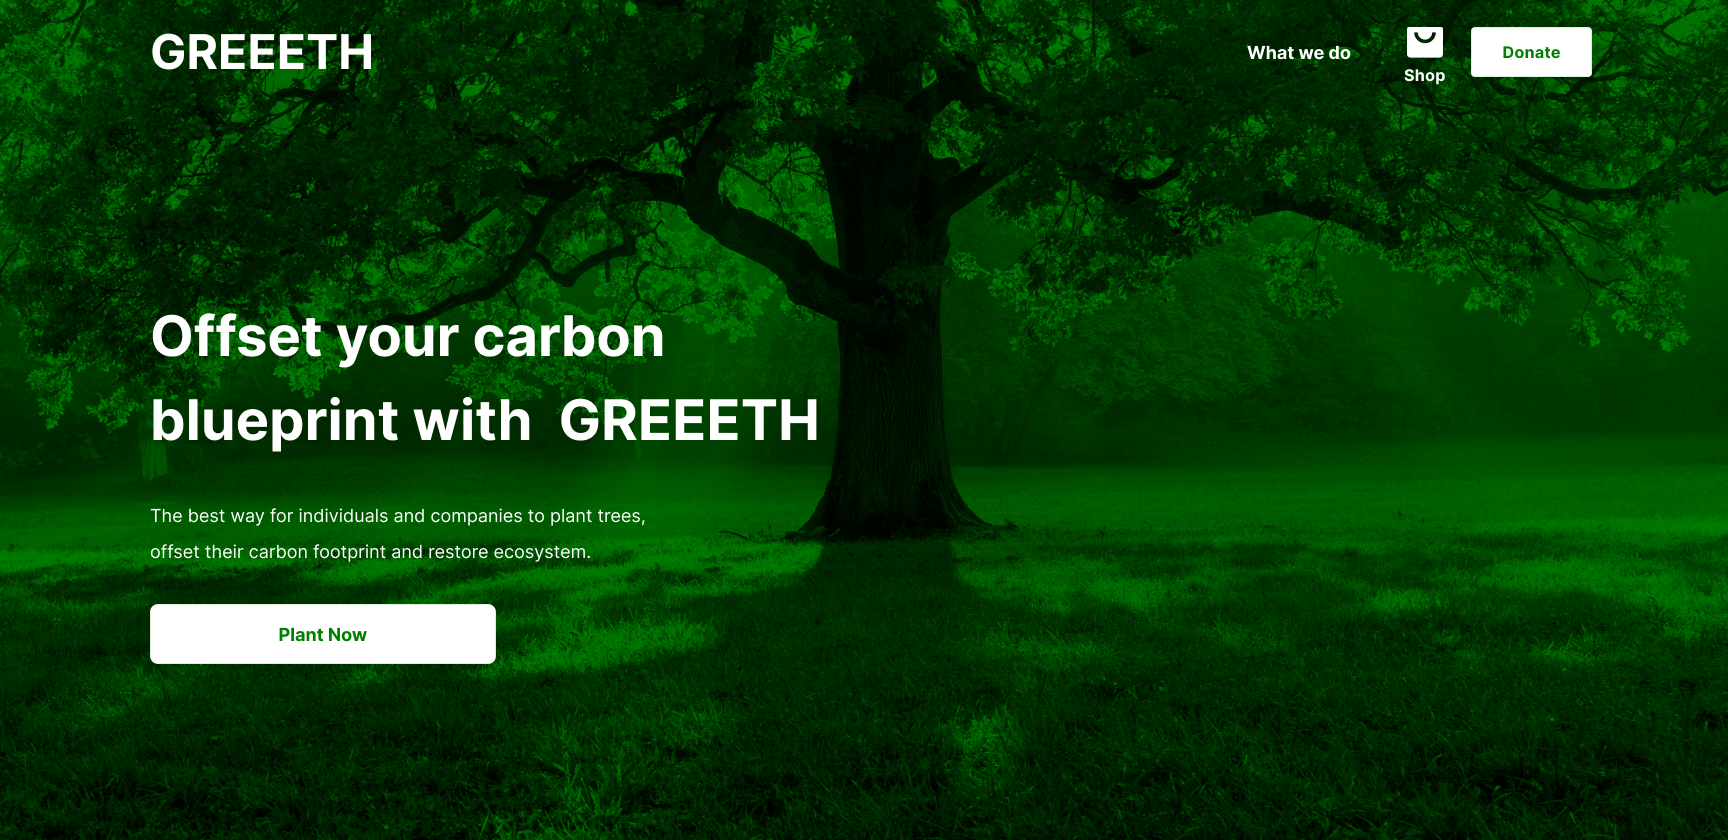 GREEETH
What we do
Shop
Donate
Offset your carbon
blueprint with  GREEETH
The best way for individuals and companies to plant trees,
offset their carbon footprint and restore ecosystem.
Plant Now